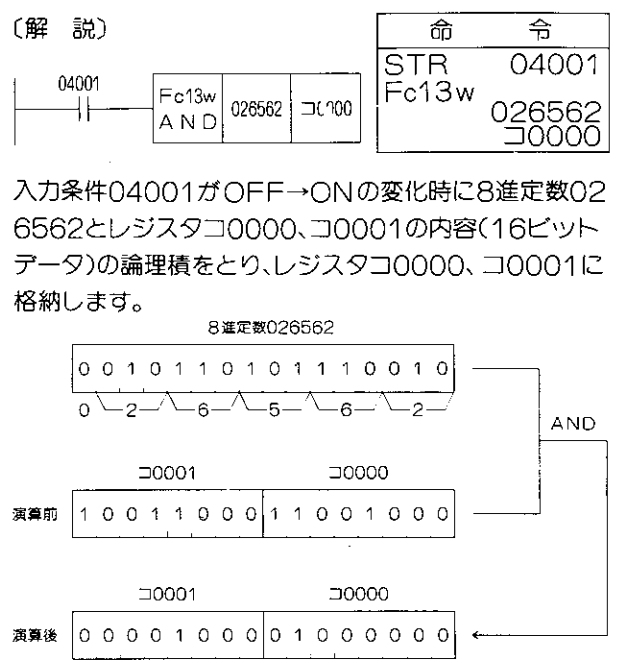 〔解 説〕
命 令
STR 04001
Fc13w
026562
コ0000
04001
Fc13w
AND
026562
コ0000
入力条件04001がOFF→ONの変化時に8進定数02
6562とレジスタコ0000、コ0001の内容(16ビット
データ)の論理積をとり、レジスタコ0000、コ0001に
格納します。
8進定数026562
0 0 1 0 1 1 0 1 0 1 1 1 0 0 1 0
0 2 6 5 6 2
AND
コ0001 コ0000
演算前 1 0 0 1 1 0 0 0 1 1 0 0 1 0 0 0
コ0001 コ0000
演算後 0 0 0 0 1 0 0 0 0 1 0 0 0 0 0 0